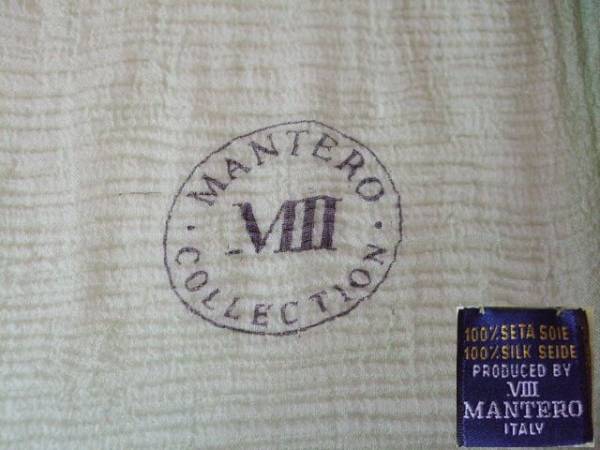 MANTERO
VIII
COLLECTION
100% SETA SOIE
100% SILK SEIDE
PRODUCED BY
VIII
MANTERO
ITALY